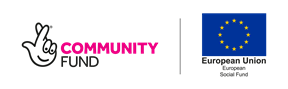 COMMUNITY
FUND
European Union
European
Social Fund